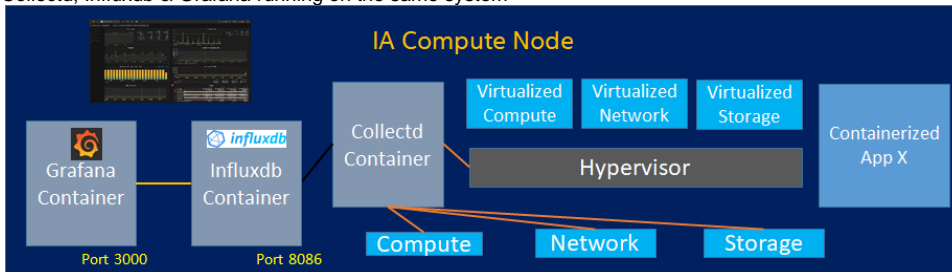 Collectd, Influxdb & Grafana running on the same system
IA Compute Node
Grafana
Container
Port 3000
influxdb
Influxdb
Container
Port 8086
Collectd
Container
Virtualized
Compute
Virtualized
Network
Virtualized
Storage
Hypervisor
Compute
Network
Storage
Containerized
App X